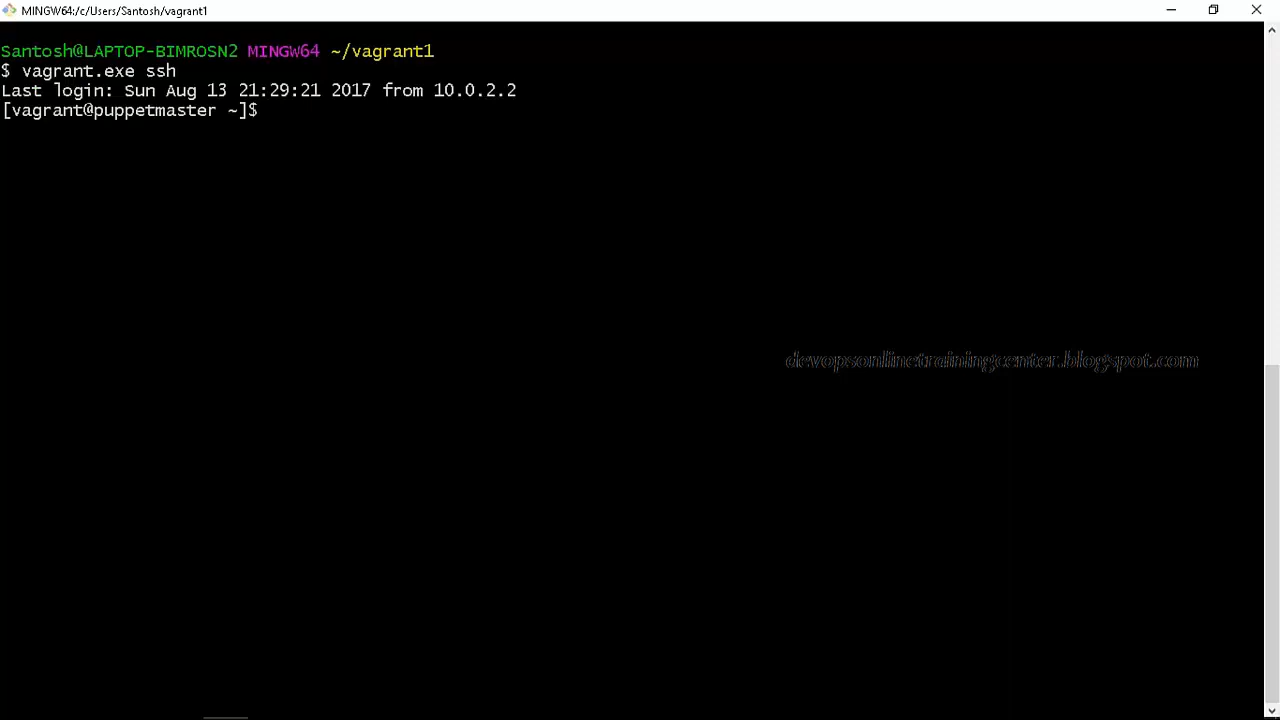 MINGW64:/c/Users/Santosh/vagrant1
Santosh@LAPTOP-BIMROSN2 MINGW64 ~/vagrant1
$ vagrant.exe ssh
Last login: Sun Aug 13 21:29:21 2017 from 10.0.2.2
[vagrant@puppetmaster ~]$
devopsonlinetrainingcenter.blogspot.com